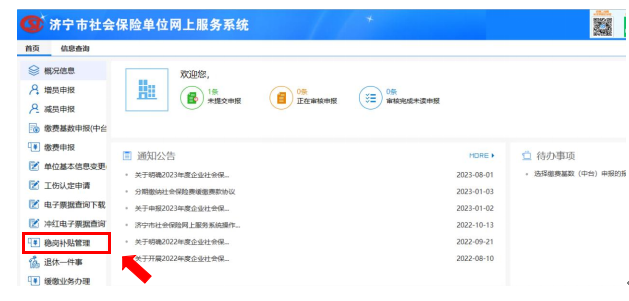 济宁市社会保险单位网上服务系统
首页 信息查询
概况信息
增员申报
减员申报
缴费基数申报(中台
缴费申报
单位基本信息变更
工伤认定申请
电子票据查询下载
冲红电子票据查询
稳岗补贴管理
退休一件事
缓缴业务办理
欢迎您,
1条
未提交申报
0条
正在审核申报
0条
审核完成未读申报
通知公告 MORE
关于明确2023年度企业社会保... 2023-08-01
分期缴纳社会保险费缓缴费款协议 2023-01-03
关于申报2023年度企业社会保... 2023-01-02
济宁市社会保险网上服务系统操作... 2022-10-13
关于明确2022年度企业社会保... 2022-09-21
关于开展2022年度企业社会保... 2022-08-10
待办事项
选择缴费基数（中台）申报的报